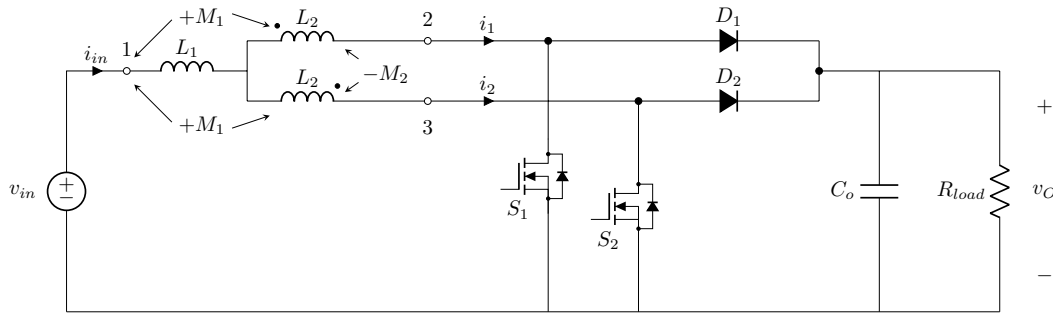 +M₁
L₂
2
i₁
D₁
i_in
1
L₁
−M₂
L₂
i₂
D₂
+M₁
3
+
v_in
+
−
S₁
S₂
C_o
R_load
v_O
−